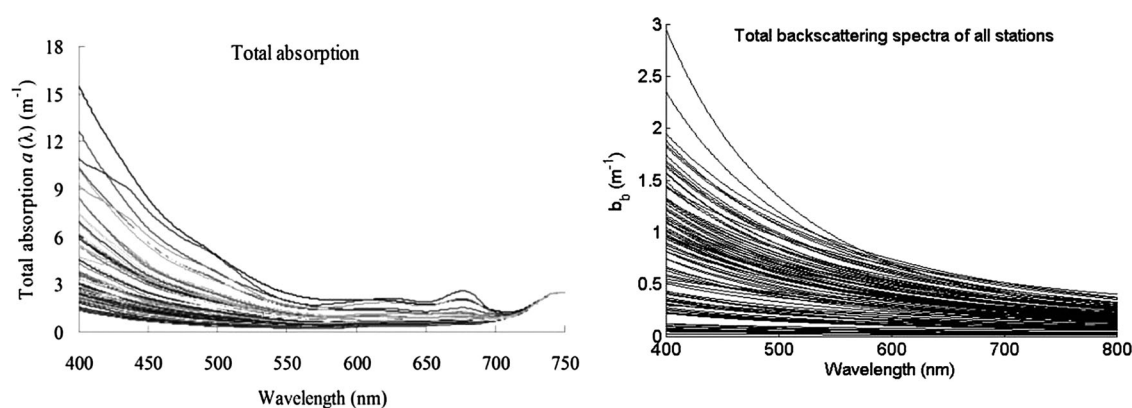 Total absorption
18
15
12
9
6
3
0
Total absorption a (λ) (m⁻¹)
400 450 500 550 600 650 700 750
Wavelength (nm)
Total backscattering spectra of all stations
3
2.5
2
1.5
1
0.5
0
b_b (m⁻¹)
400 500 600 700 800
Wavelength (nm)